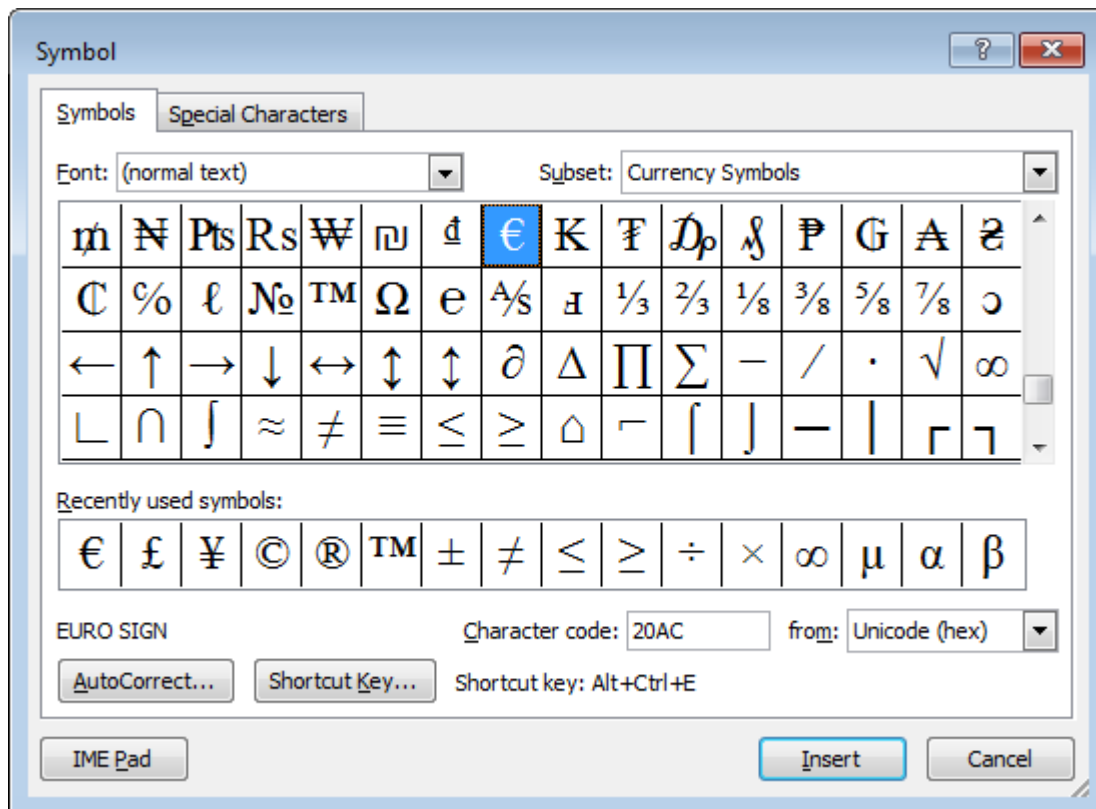 Symbol
Symbols Special Characters
Font: (normal text) Subset: Currency Symbols
₥ ₦ ₧ ₨ ₩ ₪ ₫ € ₭ ₮ ₯ ₰ ₱ ₲ ₳ ₴
₵ ℅ ℓ № ™ Ω ℮ ⅍ ⅎ ⅓ ⅔ ⅛ ⅜ ⅝ ⅞ ↄ
← ↑ → ↓ ↔ ↕ ↨ ∂ ∆ ∏ ∑ − ∕ ∙ √ ∞
∟ ∩ ∫ ≈ ≠ ≡ ≤ ≥ ⌂ ⌐ ⌠ ⌡ ─ │ ┌ ┐
Recently used symbols:
€ £ ¥ © ® ™ ± ≠ ≤ ≥ ÷ × ∞ µ α β
EURO SIGN Character code: 20AC from: Unicode (hex)
AutoCorrect... Shortcut Key... Shortcut key: Alt+Ctrl+E
IME Pad Insert Cancel